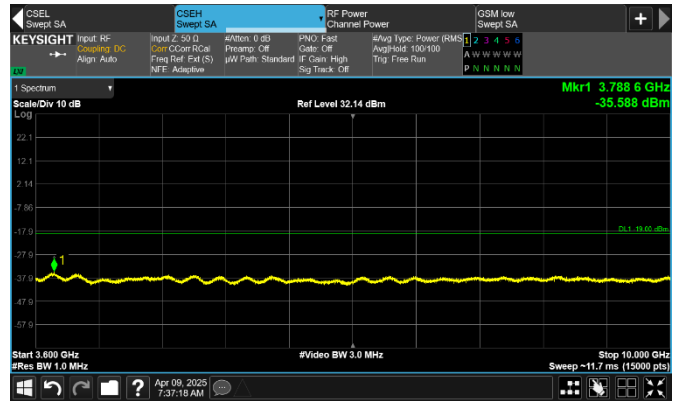 CSEL
Swept SA
CSEH
Swept SA
RF Power
Channel Power
GSM low
Swept SA
KEYSIGHT
Input: RF
Coupling: DC
Align: Auto
Input Z: 50 Ω
Corr CCorr RCal
Freq Ref: Ext (S)
NFE: Adaptive
#Atten: 0 dB
Preamp: Off
µW Path: Standard
PNO: Fast
Gate: Off
IF Gain: High
Sig Track: Off
#Avg Type: Power (RMS)
Avg|Hold: 100/100
Trig: Free Run
1 2 3 4 5 6
A W W W W W
P N N N N N
1 Spectrum
Scale/Div 10 dB
Log
Ref Level 32.14 dBm
Mkr1 3.788 6 GHz
-35.588 dBm
22.1
12.1
2.14
-7.86
-17.9
DL1 -19.00 dBm
-27.9
1
-37.9
-47.9
-57.9
Start 3.600 GHz
#Res BW 1.0 MHz
#Video BW 3.0 MHz
Stop 10.000 GHz
Sweep ~11.7 ms (15000 pts)
Apr 09, 2025
7:37:18 AM